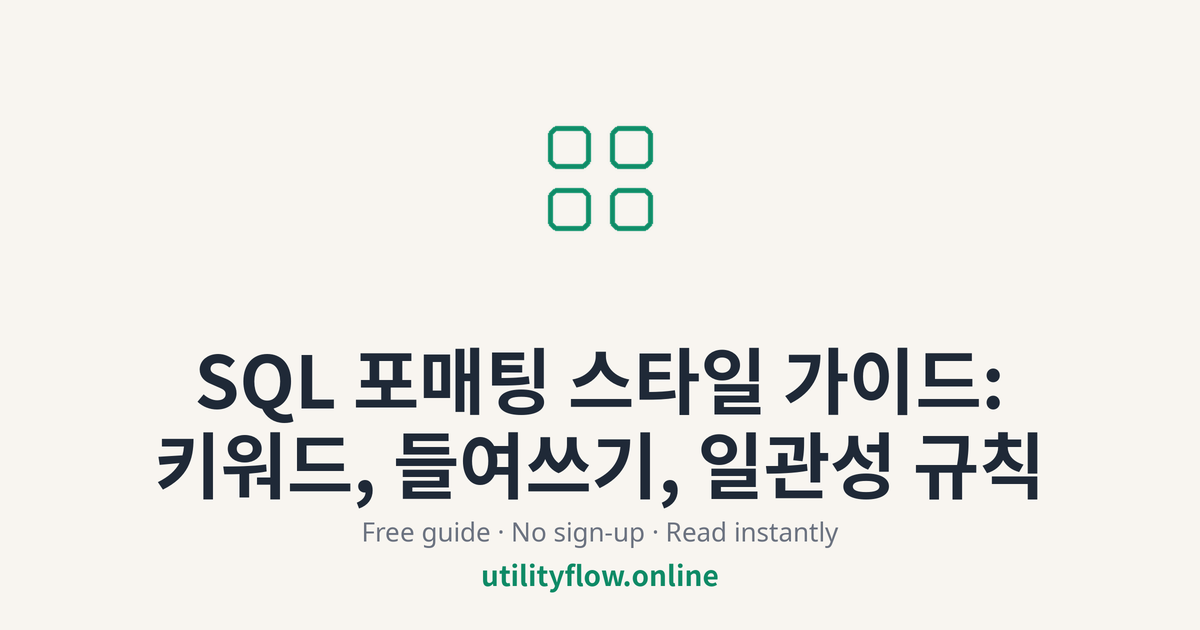 SQL 포매팅 스타일 가이드:
키워드, 들여쓰기, 일관성 규칙
Free guide · No sign-up · Read instantly
utilityflow.online